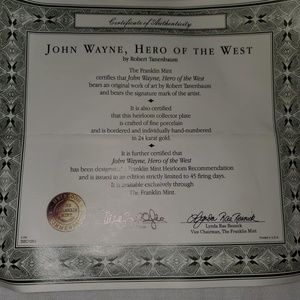 Certificate of Authenticity
JOHN WAYNE, HERO OF THE WEST
by Robert Tanenbaum
The Franklin Mint
certifies that John Wayne, Hero of the West
bears an original work of art by Robert Tanenbaum
and bears the signature mark of the artist.
It is also certified
that this heirloom collector plate
is crafted of fine porcelain
and is bordered and individually hand-numbered
in 24 karat gold.
It is further certified that
John Wayne, Hero of the West
has been designated a Franklin Mint Heirloom Recommendation
and is issued in an edition strictly limited to 45 firing days.
It is available exclusively through
The Franklin Mint.
Lynda Rae Resnick
Lynda Rae Resnick
Vice Chairman, The Franklin Mint